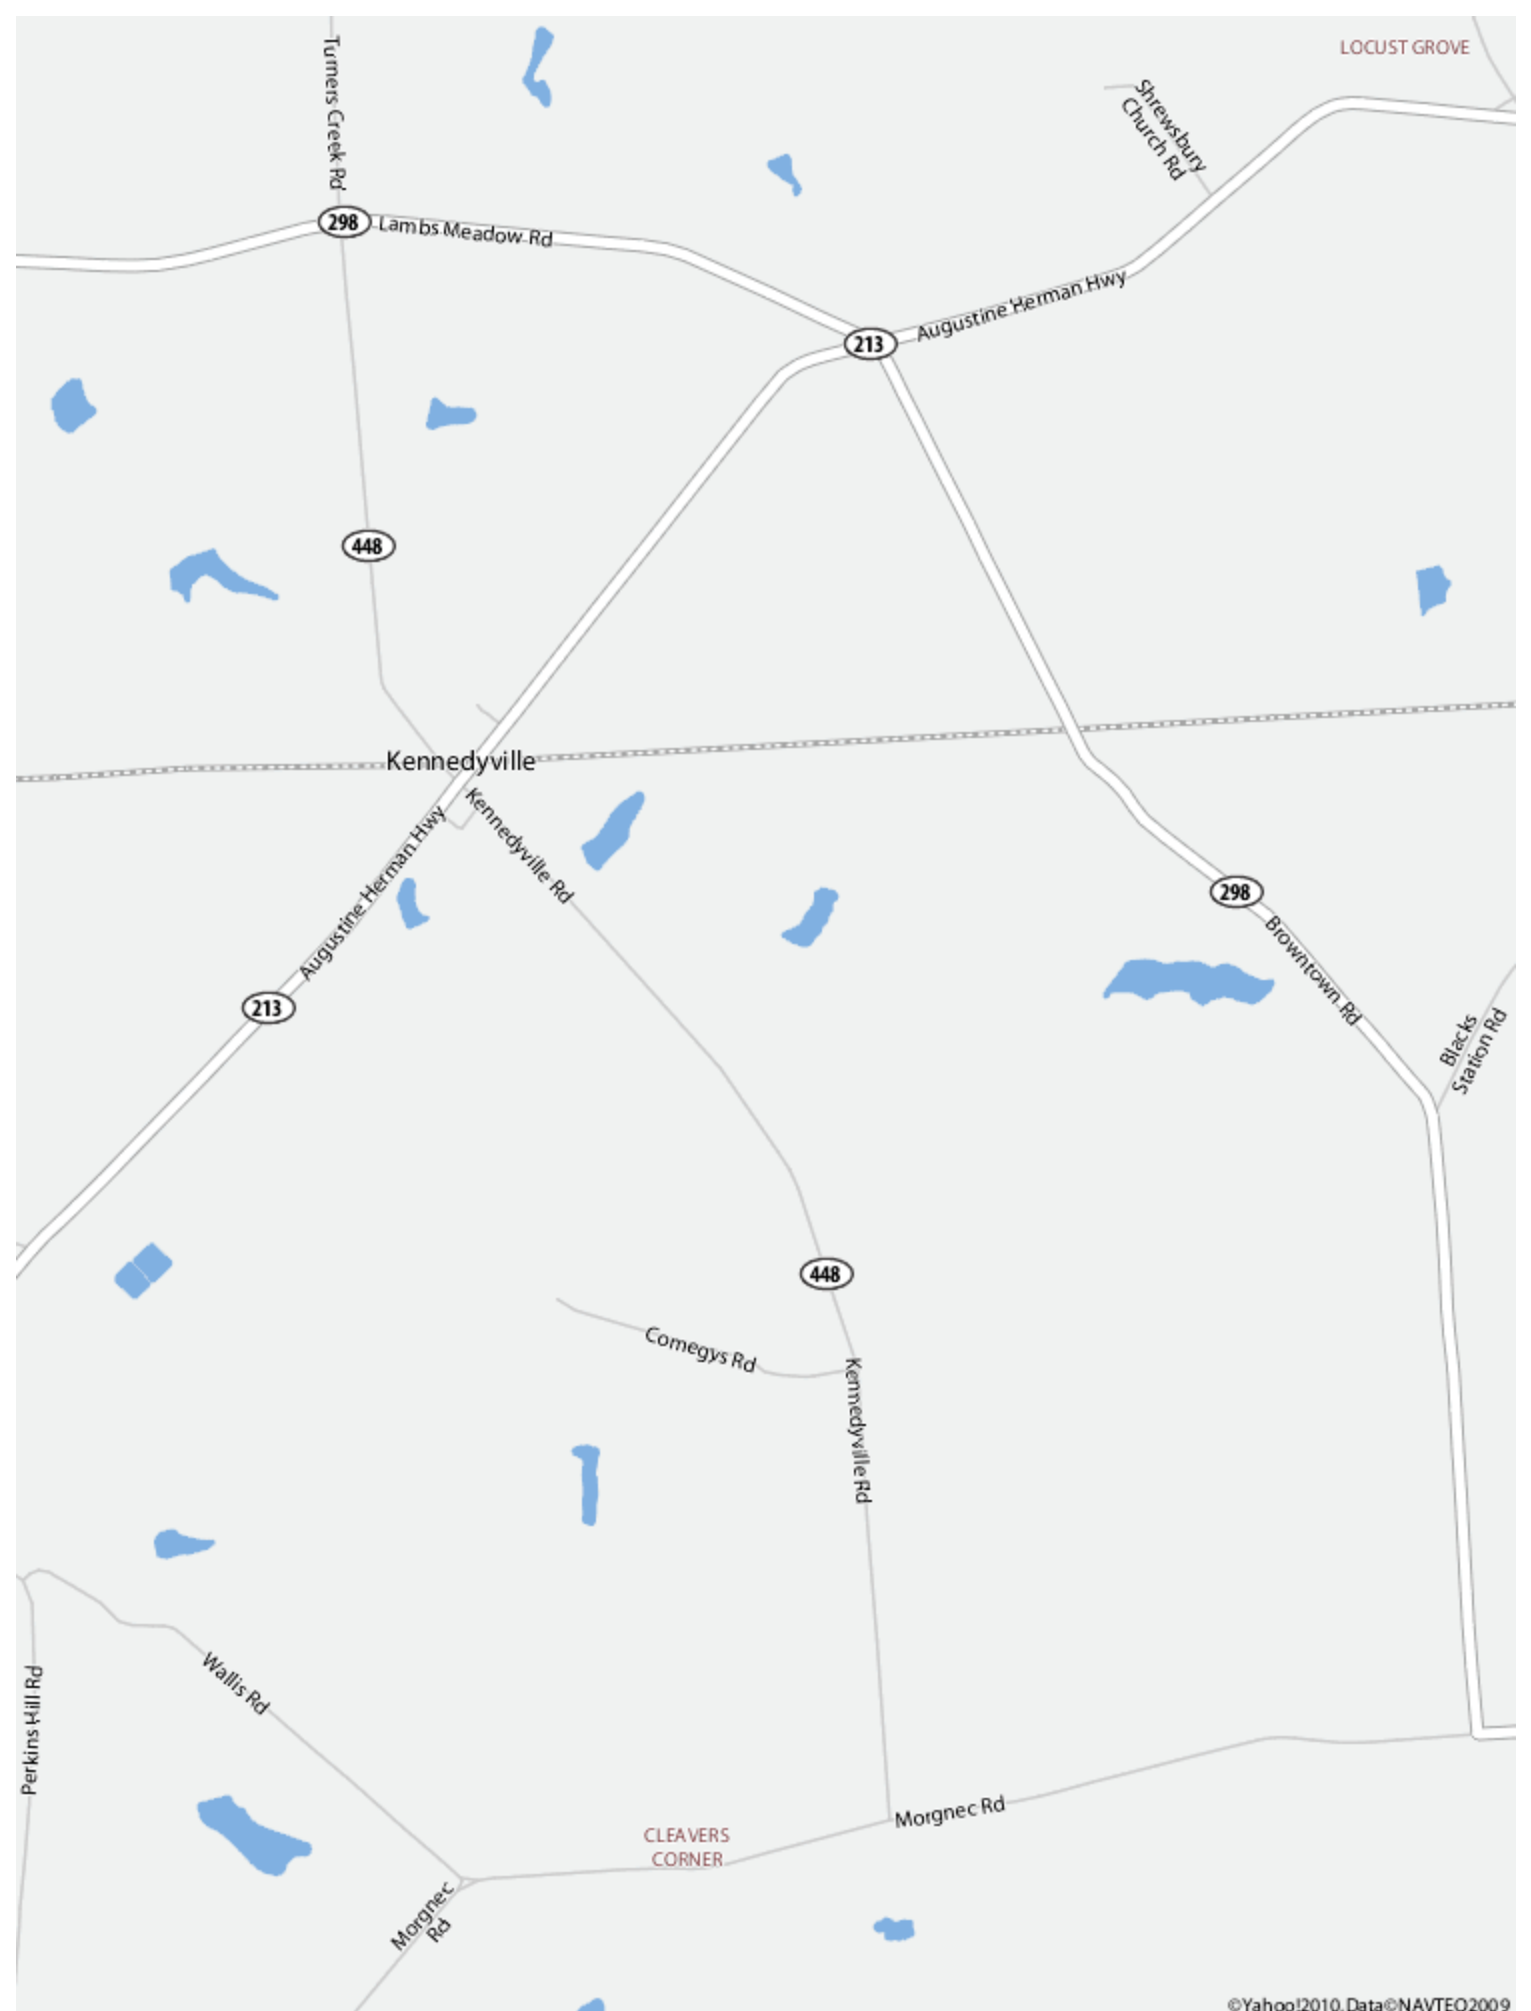 LOCUST GROVE
Turners Creek Rd
Shrewsbury
Church Rd
298
Lambs Meadow Rd
Augustine Herman Hwy
213
448
Kennedyville
Kennedyville Rd
Augustine Herman Hwy
298
Browntown Rd
213
Blacks
Station Rd
448
Comegys Rd
Kennedyville Rd
Wallis Rd
Perkins Hill Rd
Morgnec Rd
CLEAVERS
CORNER
Morgnec
Rd
©Yahoo!2010, Data©NAVTEQ2009